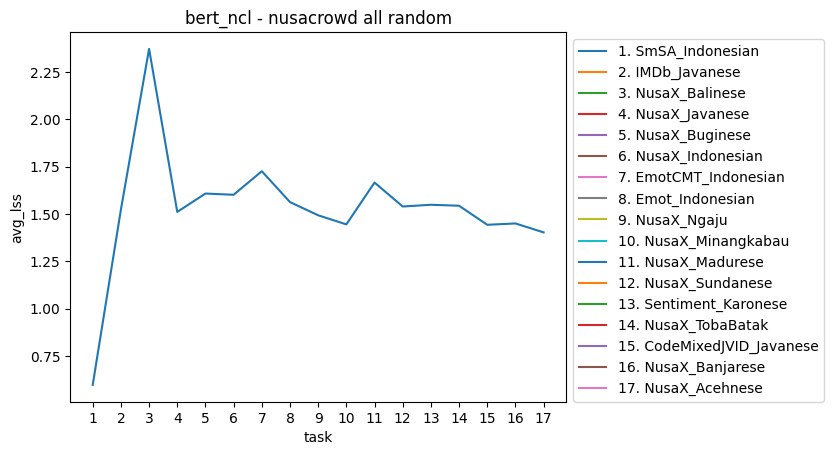 bert_ncl - nusacrowd all random
avg_lss
2.25
2.00
1.75
1.50
1.25
1.00
0.75
1 2 3 4 5 6 7 8 9 10 11 12 13 14 15 16 17
task
1. SmSA_Indonesian
2. IMDb_Javanese
3. NusaX_Balinese
4. NusaX_Javanese
5. NusaX_Buginese
6. NusaX_Indonesian
7. EmotCMT_Indonesian
8. Emot_Indonesian
9. NusaX_Ngaju
10. NusaX_Minangkabau
11. NusaX_Madurese
12. NusaX_Sundanese
13. Sentiment_Karonese
14. NusaX_TobaBatak
15. CodeMixedJVID_Javanese
16. NusaX_Banjarese
17. NusaX_Acehnese